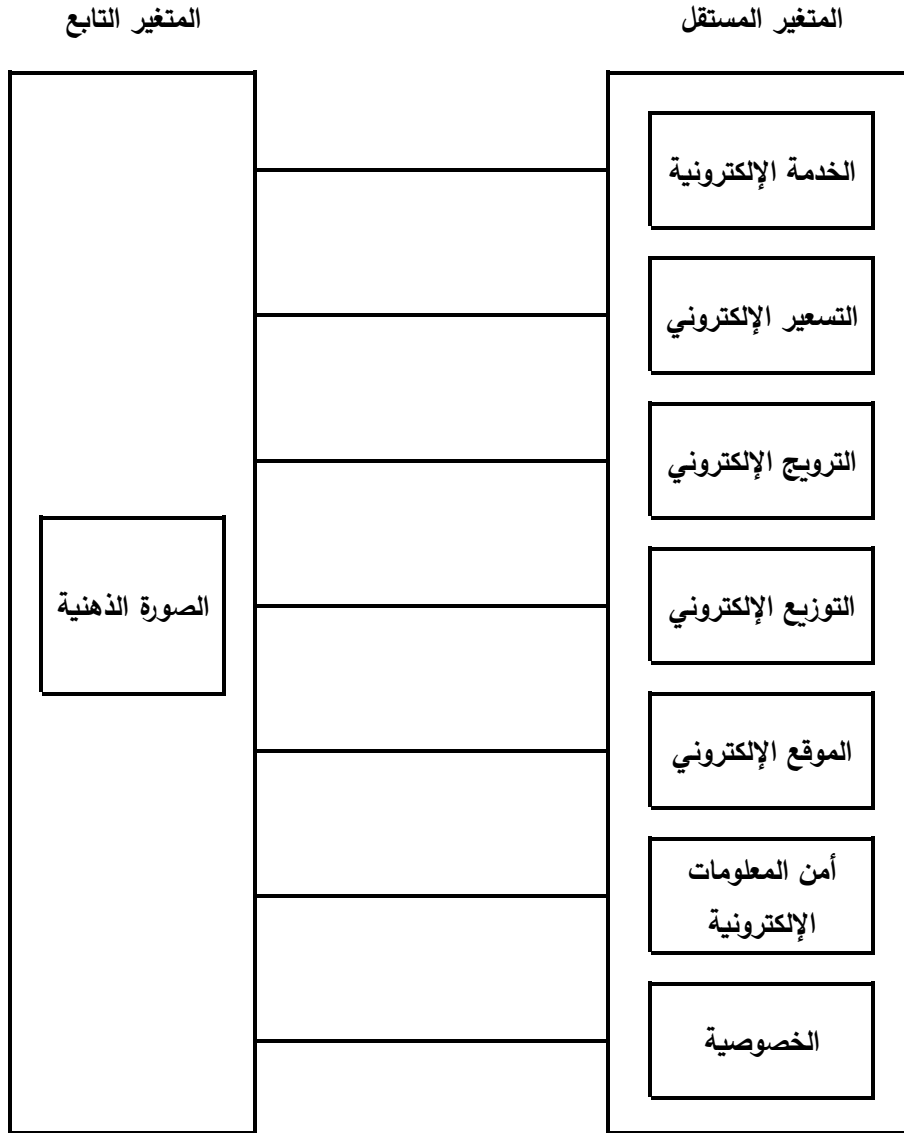 المتغير المستقل
المتغير التابع
الخدمة الإلكترونية
التسعير الإلكتروني
الترويج الإلكتروني
التوزيع الإلكتروني
الموقع الإلكتروني
أمن المعلومات
الإلكترونية
الخصوصية
الصورة الذهنية